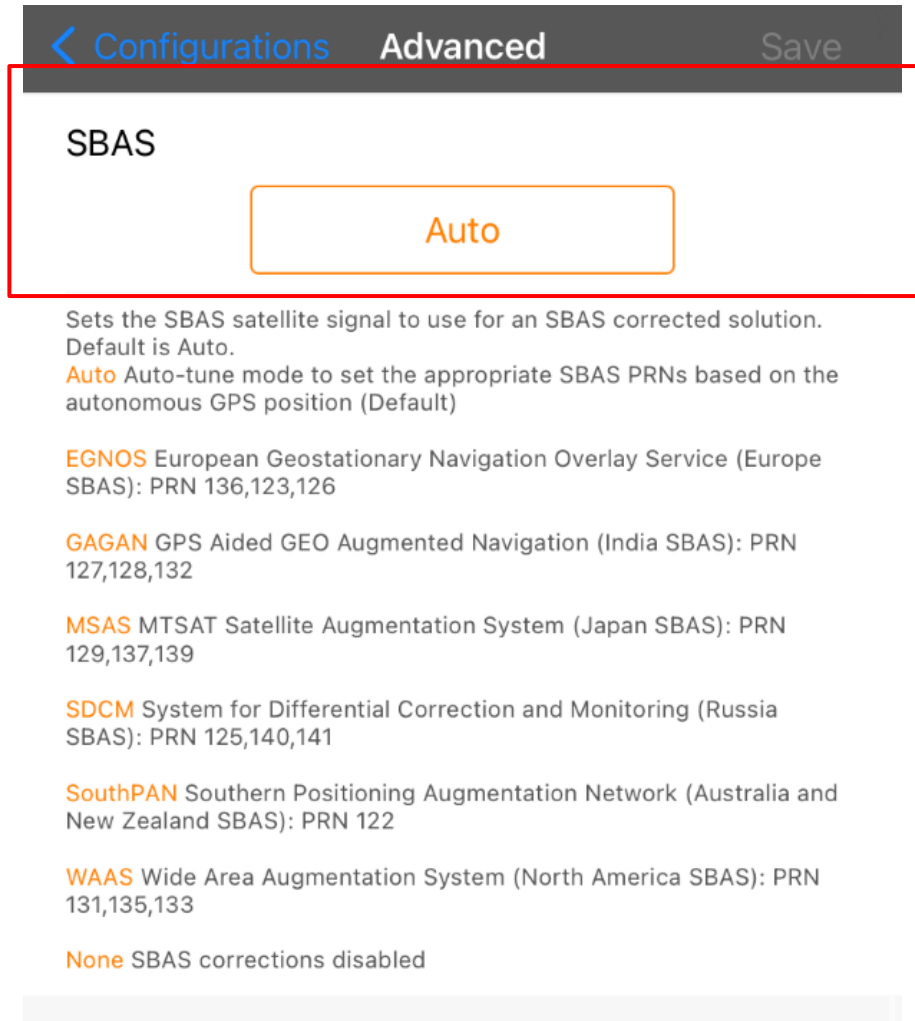 Configurations Advanced Save
SBAS
Auto
Sets the SBAS satellite signal to use for an SBAS corrected solution.
Default is Auto.
Auto Auto-tune mode to set the appropriate SBAS PRNs based on the
autonomous GPS position (Default)
EGNOS European Geostationary Navigation Overlay Service (Europe
SBAS): PRN 136,123,126
GAGAN GPS Aided GEO Augmented Navigation (India SBAS): PRN
127,128,132
MSAS MTSAT Satellite Augmentation System (Japan SBAS): PRN
129,137,139
SDCM System for Differential Correction and Monitoring (Russia
SBAS): PRN 125,140,141
SouthPAN Southern Positioning Augmentation Network (Australia and
New Zealand SBAS): PRN 122
WAAS Wide Area Augmentation System (North America SBAS): PRN
131,135,133
None SBAS corrections disabled